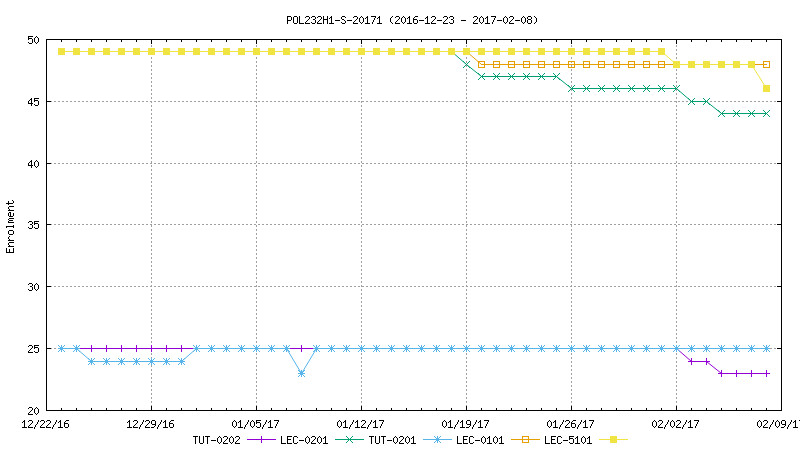 POL232H1-S-20171 (2016-12-23 - 2017-02-08)
50
45
40
35
30
25
20
Enrolment
12/22/16 12/29/16 01/05/17 01/12/17 01/19/17 01/26/17 02/02/17 02/09/1
TUT-0202 LEC-0201 TUT-0201 LEC-0101 LEC-5101